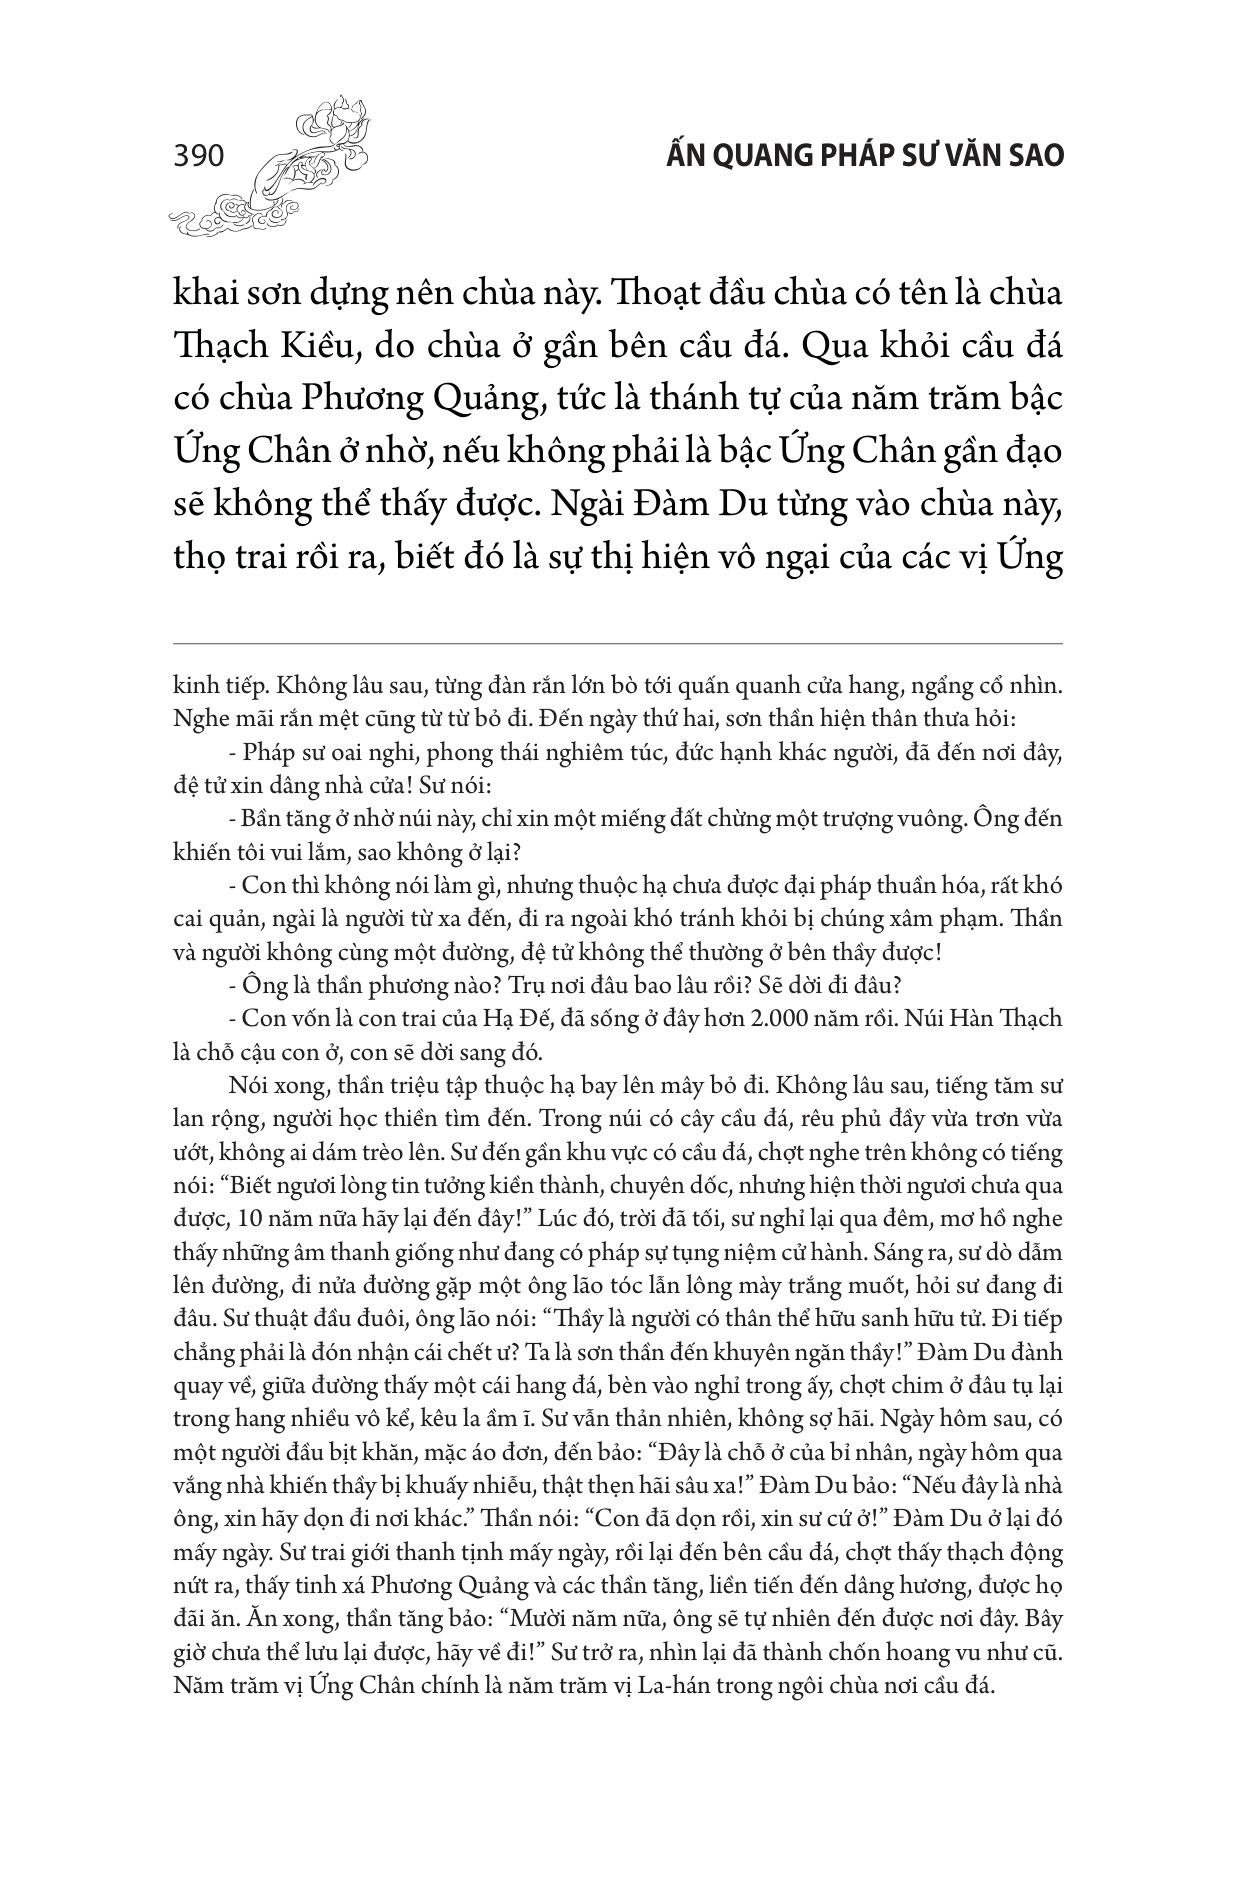 390
ẤN QUANG PHÁP SƯ VĂN SAO
khai sơn dựng nên chùa này. Thoạt đầu chùa có tên là chùa
Thạch Kiều, do chùa ở gần bên cầu đá. Qua khỏi cầu đá
có chùa Phương Quảng, tức là thánh tự của năm trăm bậc
Ứng Chân ở nhờ, nếu không phải là bậc Ứng Chân gần đạo
sẽ không thể thấy được. Ngài Đàm Du từng vào chùa này,
thọ trai rồi ra, biết đó là sự thị hiện vô ngại của các vị Ứng
kinh tiếp. Không lâu sau, từng đàn rắn lớn bò tới quấn quanh cửa hang, ngẩng cổ nhìn.
Nghe mãi rắn mệt cũng từ từ bỏ đi. Đến ngày thứ hai, sơn thần hiện thân thưa hỏi:
- Pháp sư oai nghi, phong thái nghiêm túc, đức hạnh khác người, đã đến nơi đây,
đệ tử xin dâng nhà cửa! Sư nói:
- Bần tăng ở nhờ núi này, chỉ xin một miếng đất chừng một trượng vuông. Ông đến
khiến tôi vui lắm, sao không ở lại?
- Con thì không nói làm gì, nhưng thuộc hạ chưa được đại pháp thuần hóa, rất khó
cai quản, ngài là người từ xa đến, đi ra ngoài khó tránh khỏi bị chúng xâm phạm. Thần
và người không cùng một đường, đệ tử không thể thường ở bên thầy được!
- Ông là thần phương nào? Trụ nơi đâu bao lâu rồi? Sẽ dời đi đâu?
- Con vốn là con trai của Hạ Đế, đã sống ở đây hơn 2.000 năm rồi. Núi Hàn Thạch
là chỗ cậu con ở, con sẽ dời sang đó.
Nói xong, thần triệu tập thuộc hạ bay lên mây bỏ đi. Không lâu sau, tiếng tăm sư
lan rộng, người học thiền tìm đến. Trong núi có cây cầu đá, rêu phủ đầy vừa trơn vừa
ướt, không ai dám trèo lên. Sư đến gần khu vực có cầu đá, chợt nghe trên không có tiếng
nói: “Biết ngươi lòng tin tưởng kiền thành, chuyên dốc, nhưng hiện thời ngươi chưa qua
được, 10 năm nữa hãy lại đến đây!” Lúc đó, trời đã tối, sư nghỉ lại qua đêm, mơ hồ nghe
thấy những âm thanh giống như đang có pháp sự tụng niệm cử hành. Sáng ra, sư dò dẫm
lên đường, đi nửa đường gặp một ông lão tóc lẫn lông mày trắng muốt, hỏi sư đang đi
đâu. Sư thuật đầu đuôi, ông lão nói: “Thầy là người có thân thể hữu sanh hữu tử. Đi tiếp
chẳng phải là đón nhận cái chết ư? Ta là sơn thần đến khuyên ngăn thầy!” Đàm Du đành
quay về, giữa đường thấy một cái hang đá, bèn vào nghỉ trong ấy, chợt chim ở đâu tụ lại
trong hang nhiều vô kể, kêu la ầm ĩ. Sư vẫn thản nhiên, không sợ hãi. Ngày hôm sau, có
một người đầu bịt khăn, mặc áo đơn, đến bảo: “Đây là chỗ ở của bỉ nhân, ngày hôm qua
vắng nhà khiến thầy bị khuấy nhiễu, thật thẹn hãi sâu xa!” Đàm Du bảo: “Nếu đây là nhà
ông, xin hãy dọn đi nơi khác.” Thần nói: “Con đã dọn rồi, xin sư cứ ở!” Đàm Du ở lại đó
mấy ngày. Sư trai giới thanh tịnh mấy ngày, rồi lại đến bên cầu đá, chợt thấy thạch động
nứt ra, thấy tinh xá Phương Quảng và các thần tăng, liền tiến đến dâng hương, được họ
đãi ăn. Ăn xong, thần tăng bảo: “Mười năm nữa, ông sẽ tự nhiên đến được nơi đây. Bây
giờ chưa thể lưu lại được, hãy về đi!” Sư trở ra, nhìn lại đã thành chốn hoang vu như cũ.
Năm trăm vị Ứng Chân chính là năm trăm vị La-hán trong ngôi chùa nơi cầu đá.